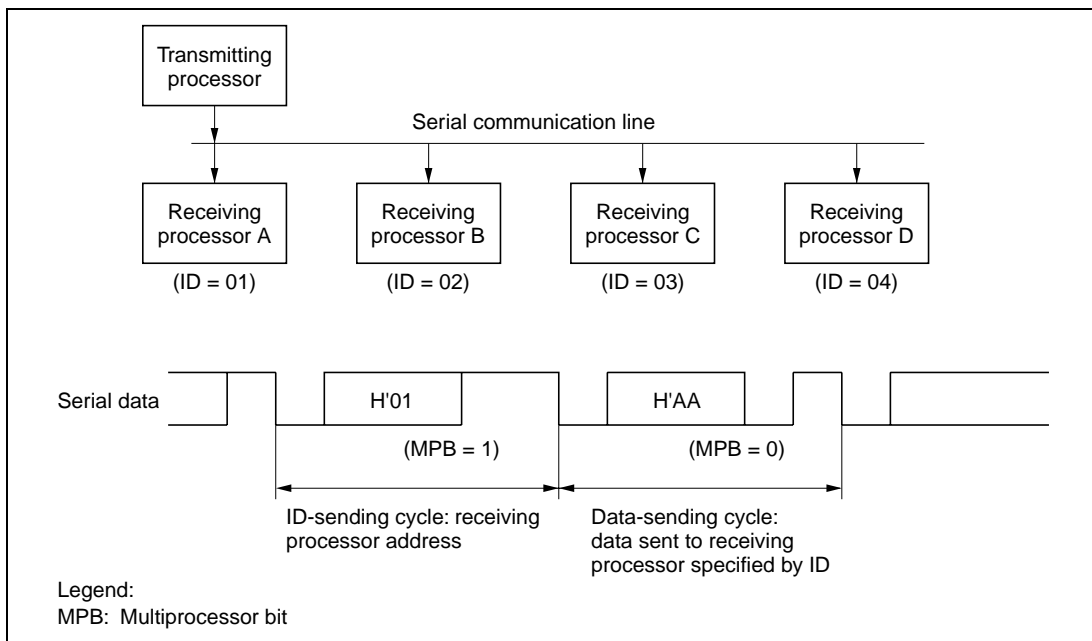 Transmitting
processor
Serial communication line
Receiving
processor A
Receiving
processor B
Receiving
processor C
Receiving
processor D
(ID = 01)
(ID = 02)
(ID = 03)
(ID = 04)
Serial data
H'01
H'AA
(MPB = 1)
(MPB = 0)
ID-sending cycle: receiving
processor address
Data-sending cycle:
data sent to receiving
processor specified by ID
Legend:
MPB: Multiprocessor bit